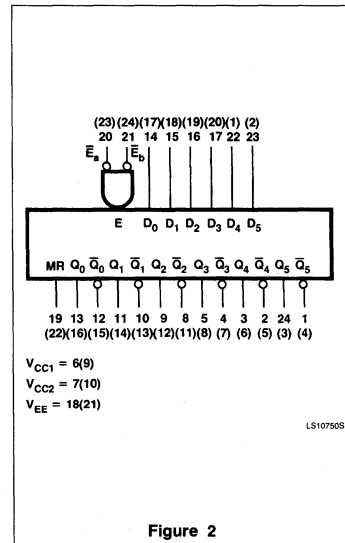 (23) (24)(17)(18)(19)(20)(1) (2)
20 21 14 15 16 17 22 23
E̅a E̅b
E D0 D1 D2 D3 D4 D5
MR Q0 Q̅0 Q1 Q̅1 Q2 Q̅2 Q3 Q̅3 Q4 Q̅4 Q5 Q̅5
19 13 12 11 10 9 8 5 4 3 2 24 1
(22)(16)(15)(14)(13)(12)(11)(8) (7) (6) (5) (3) (4)
VCC1 = 6(9)
VCC2 = 7(10)
VEE = 18(21)
LS10750S
Figure 2